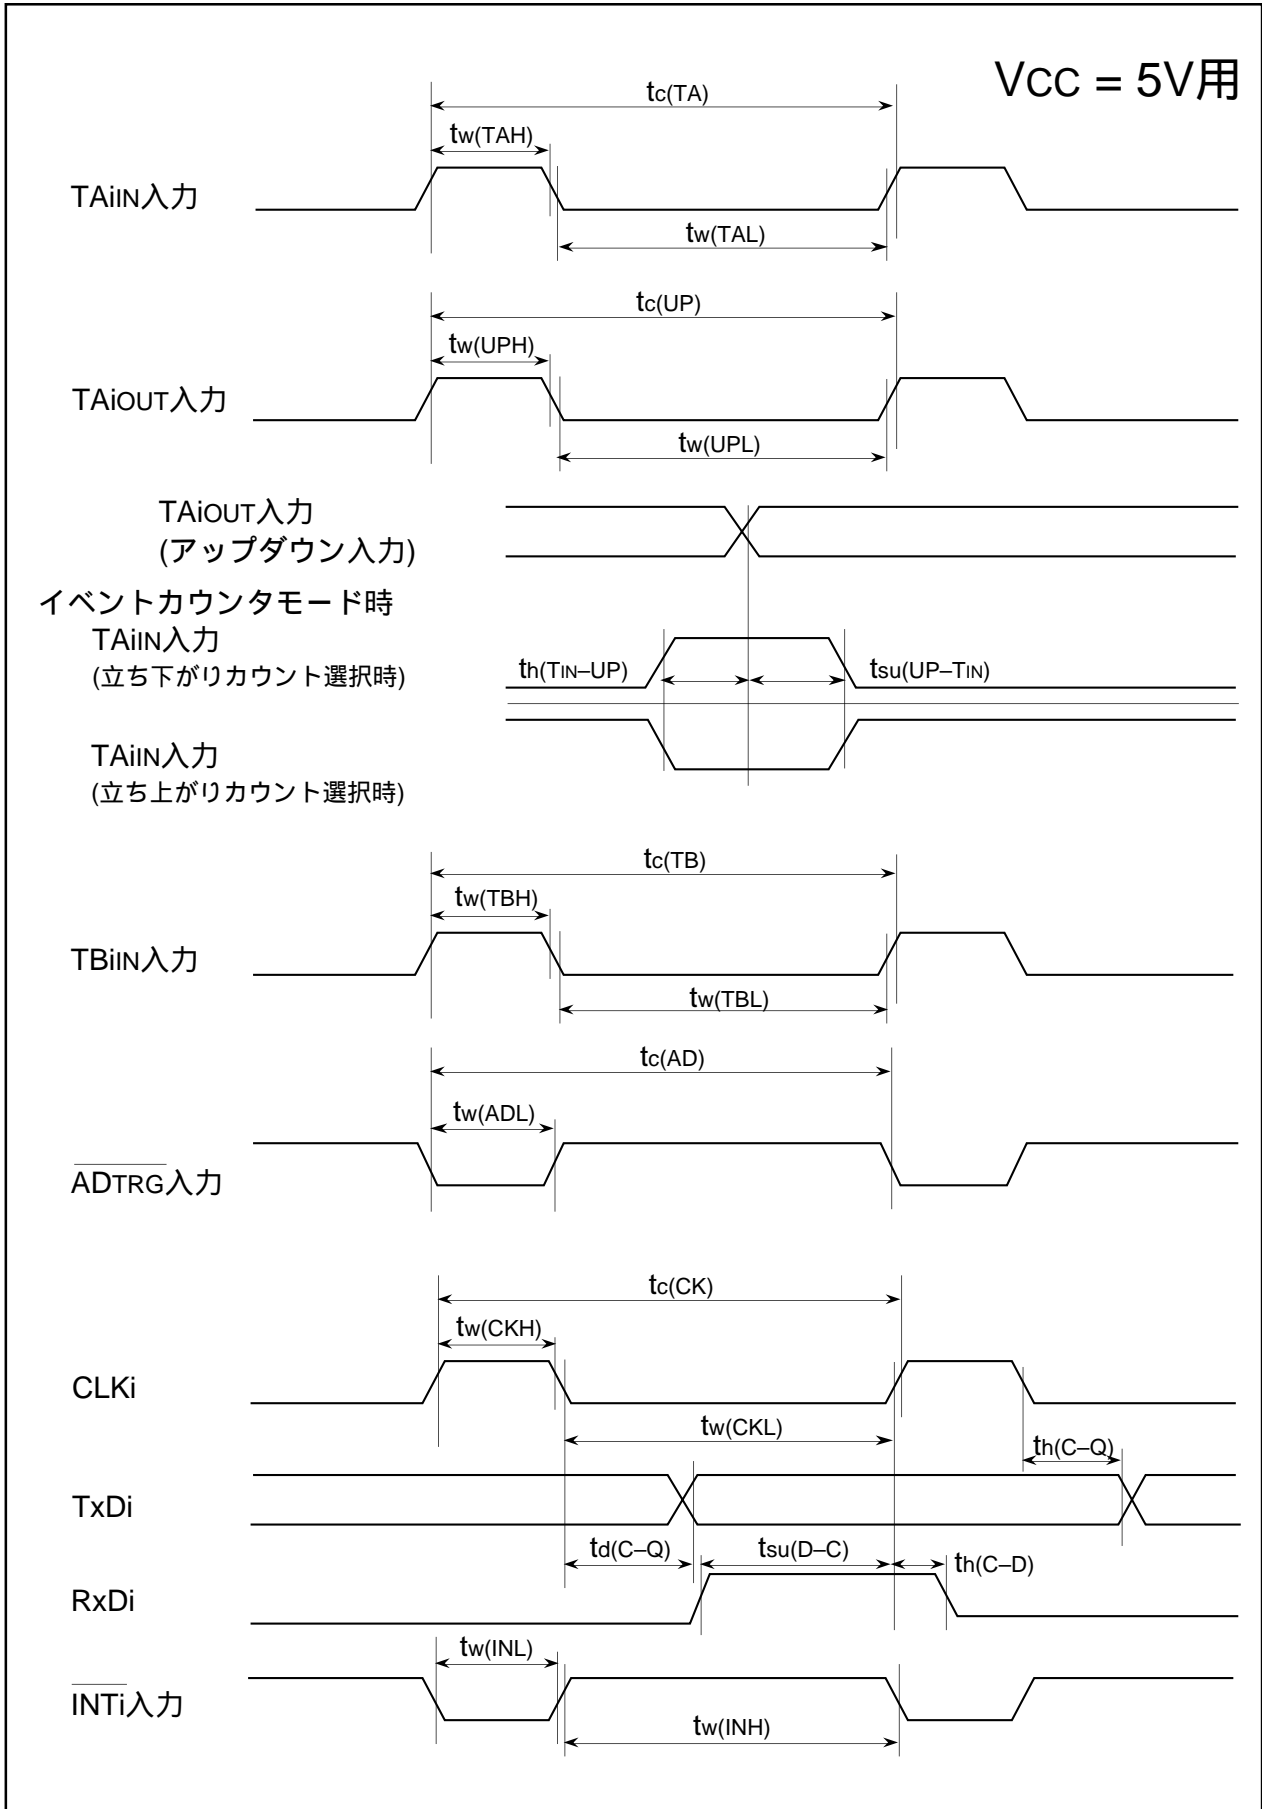 VCC = 5V用
tc(TA)
tw(TAH)
TAiIN入力
tw(TAL)
tc(UP)
tw(UPH)
TAiOUT入力
tw(UPL)
TAiOUT入力
(アップダウン入力)
イベントカウンタモード時
TAiIN入力
(立ち下がりカウント選択時)
th(TIN–UP)
tsu(UP–TIN)
TAiIN入力
(立ち上がりカウント選択時)
tc(TB)
tw(TBH)
TBiIN入力
tw(TBL)
tc(AD)
tw(ADL)
ADTRG入力
tc(CK)
tw(CKH)
CLKi
tw(CKL)
th(C–Q)
TxDi
td(C–Q)
tsu(D–C)
th(C–D)
RxDi
tw(INL)
INTi入力
tw(INH)